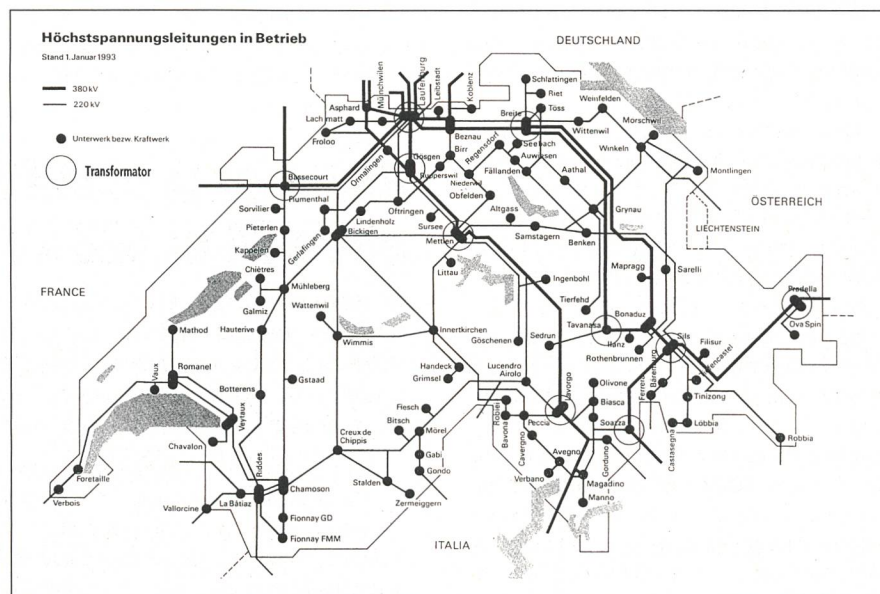 Höchstspannungsleitungen in Betrieb
Stand 1. Januar 1993
380 kV
220 kV
Unterwerk bezw. Kraftwerk
Transformator
DEUTSCHLAND
ÖSTERREICH
LIECHTENSTEIN
FRANCE
ITALIA
Asphard
Münchwilen
Laufenburg
Leibstadt
Koblenz
Schlattingen
Riet
Töss
Weinfelden
Lachmatt
Froloo
Beznau
Breite
Wittenwil
Morschwil
Winkeln
Montlingen
Ormalingen
Gösgen
Birr
Regensdorf
Seebach
Auwiesen
Fällanden
Aathal
Bassecourt
Rupperswil
Niederwil
Obfelden
Flumenthal
Oftringen
Sorvilier
Lindenholz
Sursee
Altgass
Grynau
Pieterlen
Gerlafingen
Bickigen
Mettlen
Samstagern
Benken
Kappelen
Chiètres
Littau
Ingenbohl
Mapragg
Sarelli
Mühleberg
Galmiz
Wattenwil
Tierfehd
Bonaduz
Pradella
Ova Spin
Mathod
Hauterive
Wimmis
Innertkirchen
Göschenen
Sedrun
Tavanasa
Ilanz
Rothenbrunnen
Sils
Filisur
Tiefencastel
Vaux
Romanel
Botterens
Gstaad
Handeck
Grimsel
Lucendro
Airolo
Lavorgo
Olivone
Biasca
Ferrera
Bärenburg
Tinizong
Löbbia
Castasegna
Robbia
Veytaux
Chavalon
Riddes
Creux de
Chippis
Fiesch
Bitsch
Mörel
Gabi
Gondo
Robiei
Bavona
Peccia
Cavergno
Avegno
Verbano
Soazza
Gorduno
Magadino
Manno
Foretaille
Verbois
Vallorcine
La Bâtiaz
Chamoson
Stalden
Zermeiggern
Fionnay GD
Fionnay FMM